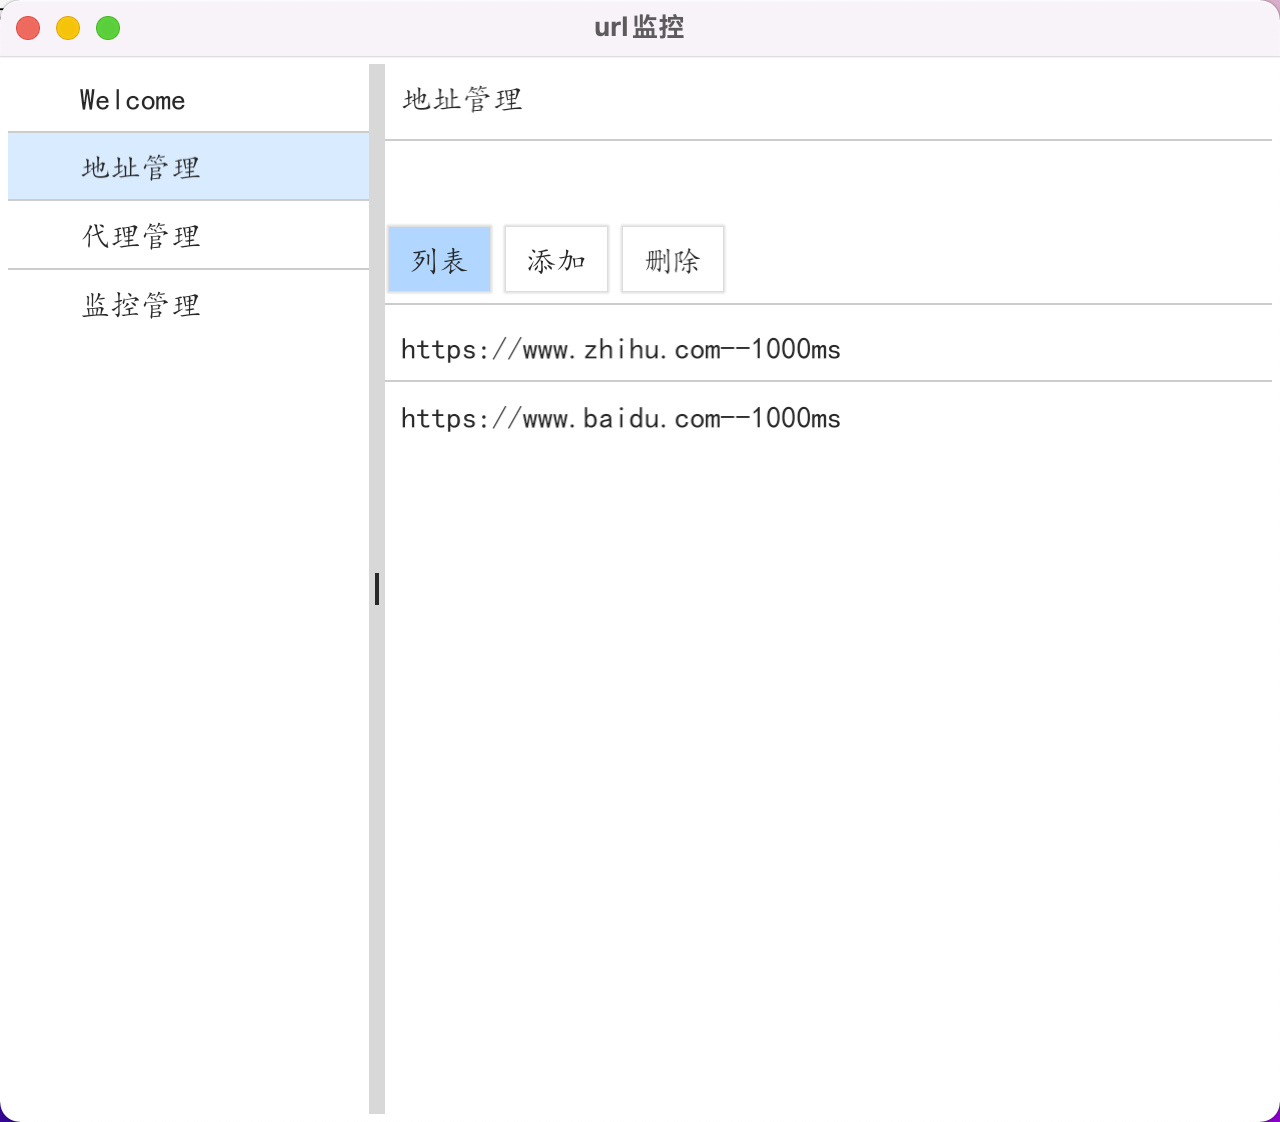 url监控
Welcome
地址管理
代理管理
监控管理
地址管理
列表 添加 删除
https://www.zhihu.com--1000ms
https://www.baidu.com--1000ms